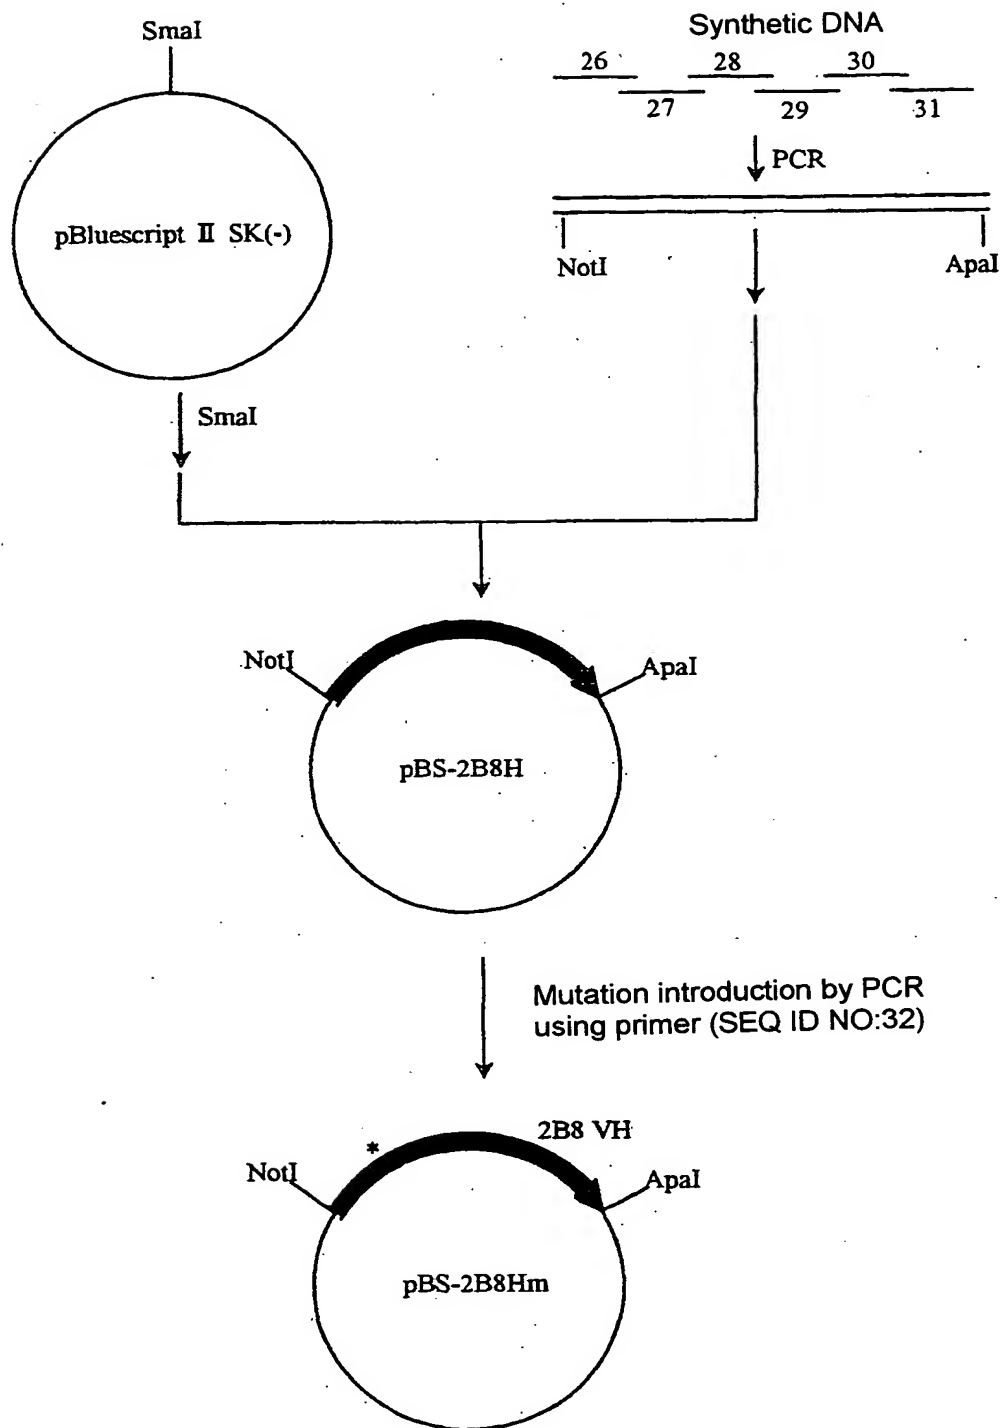 SmaI
Synthetic DNA
26
28
30
27
29
31
PCR
pBluescript II SK(-)
NotI
ApaI
SmaI
NotI
ApaI
pBS-2B8H
Mutation introduction by PCR
using primer (SEQ ID NO:32)
*
2B8 VH
NotI
ApaI
pBS-2B8Hm